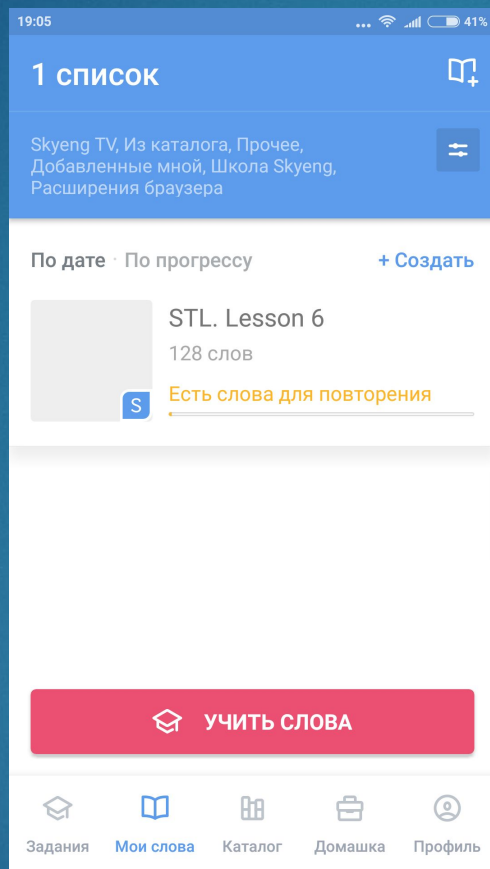 19:05 ... 41%
1 список
Skyeng TV, Из каталога, Прочее,
Добавленные мной, Школа Skyeng,
Расширения браузера
По дате · По прогрессу + Создать
STL. Lesson 6
128 слов
Есть слова для повторения
S
УЧИТЬ СЛОВА
Задания Мои слова Каталог Домашка Профиль